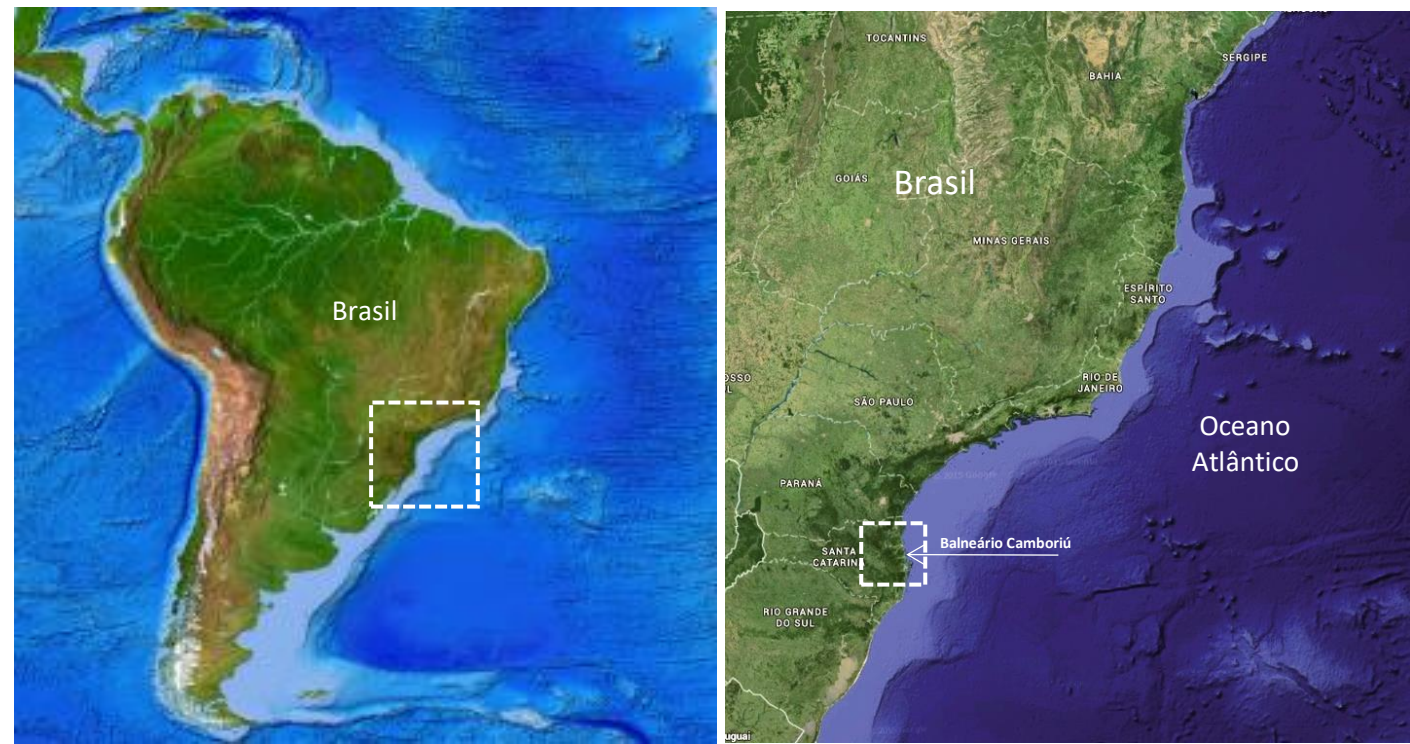 Brasil
TOCANTINS
SERGIPE
BAHIA
GOIÁS
Brasil
MINAS GERAIS
ESPÍRITO
SANTO
RIO DE
JANEIRO
SÃO PAULO
Oceano
Atlântico
PARANÁ
Balneário Camboriú
SANTA
CATARINA
RIO GRANDE
DO SUL